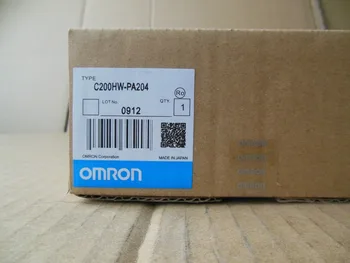 TYPE
C200HW-PA204
LOT No.
0912
QTY
1
OMRON Corporation
MADE IN JAPAN
OMRON